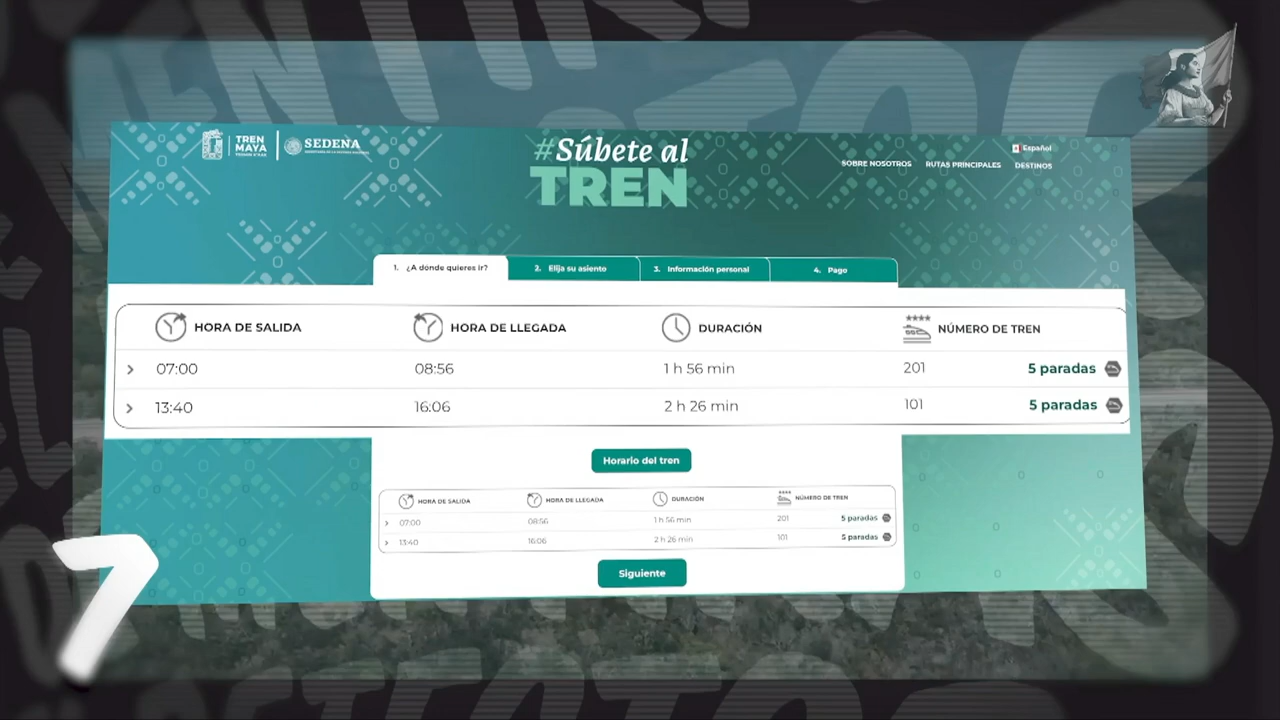 TREN
MAYA
SEDENA
#Súbete al
TREN
Español
SOBRE NOSOTROS RUTAS PRINCIPALES DESTINOS
1. ¿A dónde quieres ir? 2. Elija su asiento 3. Información personal 4. Pago
HORA DE SALIDA HORA DE LLEGADA DURACIÓN NÚMERO DE TREN
07:00 08:56 1 h 56 min 201 5 paradas
13:40 16:06 2 h 26 min 101 5 paradas
Horario del tren
HORA DE SALIDA HORA DE LLEGADA DURACIÓN NÚMERO DE TREN
07:00 08:56 1 h 56 min 201 5 paradas
13:40 16:06 2 h 26 min 101 5 paradas
Siguiente
7